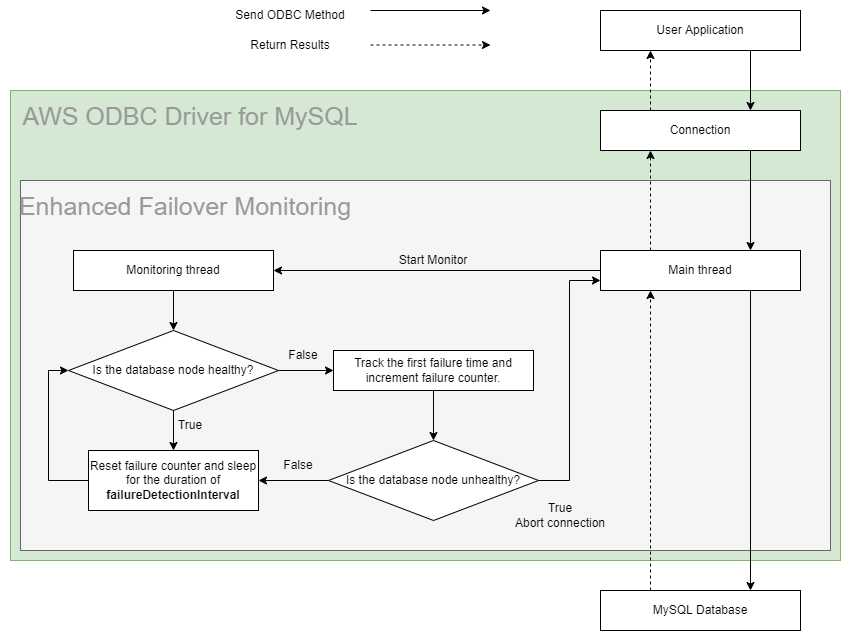 Send ODBC Method
Return Results
User Application
AWS ODBC Driver for MySQL
Connection
Enhanced Failover Monitoring
Monitoring thread
Start Monitor
Main thread
Is the database node healthy?
False
Track the first failure time and
increment failure counter.
True
Reset failure counter and sleep
for the duration of
failureDetectionInterval
False
Is the database node unhealthy?
True
Abort connection
MySQL Database